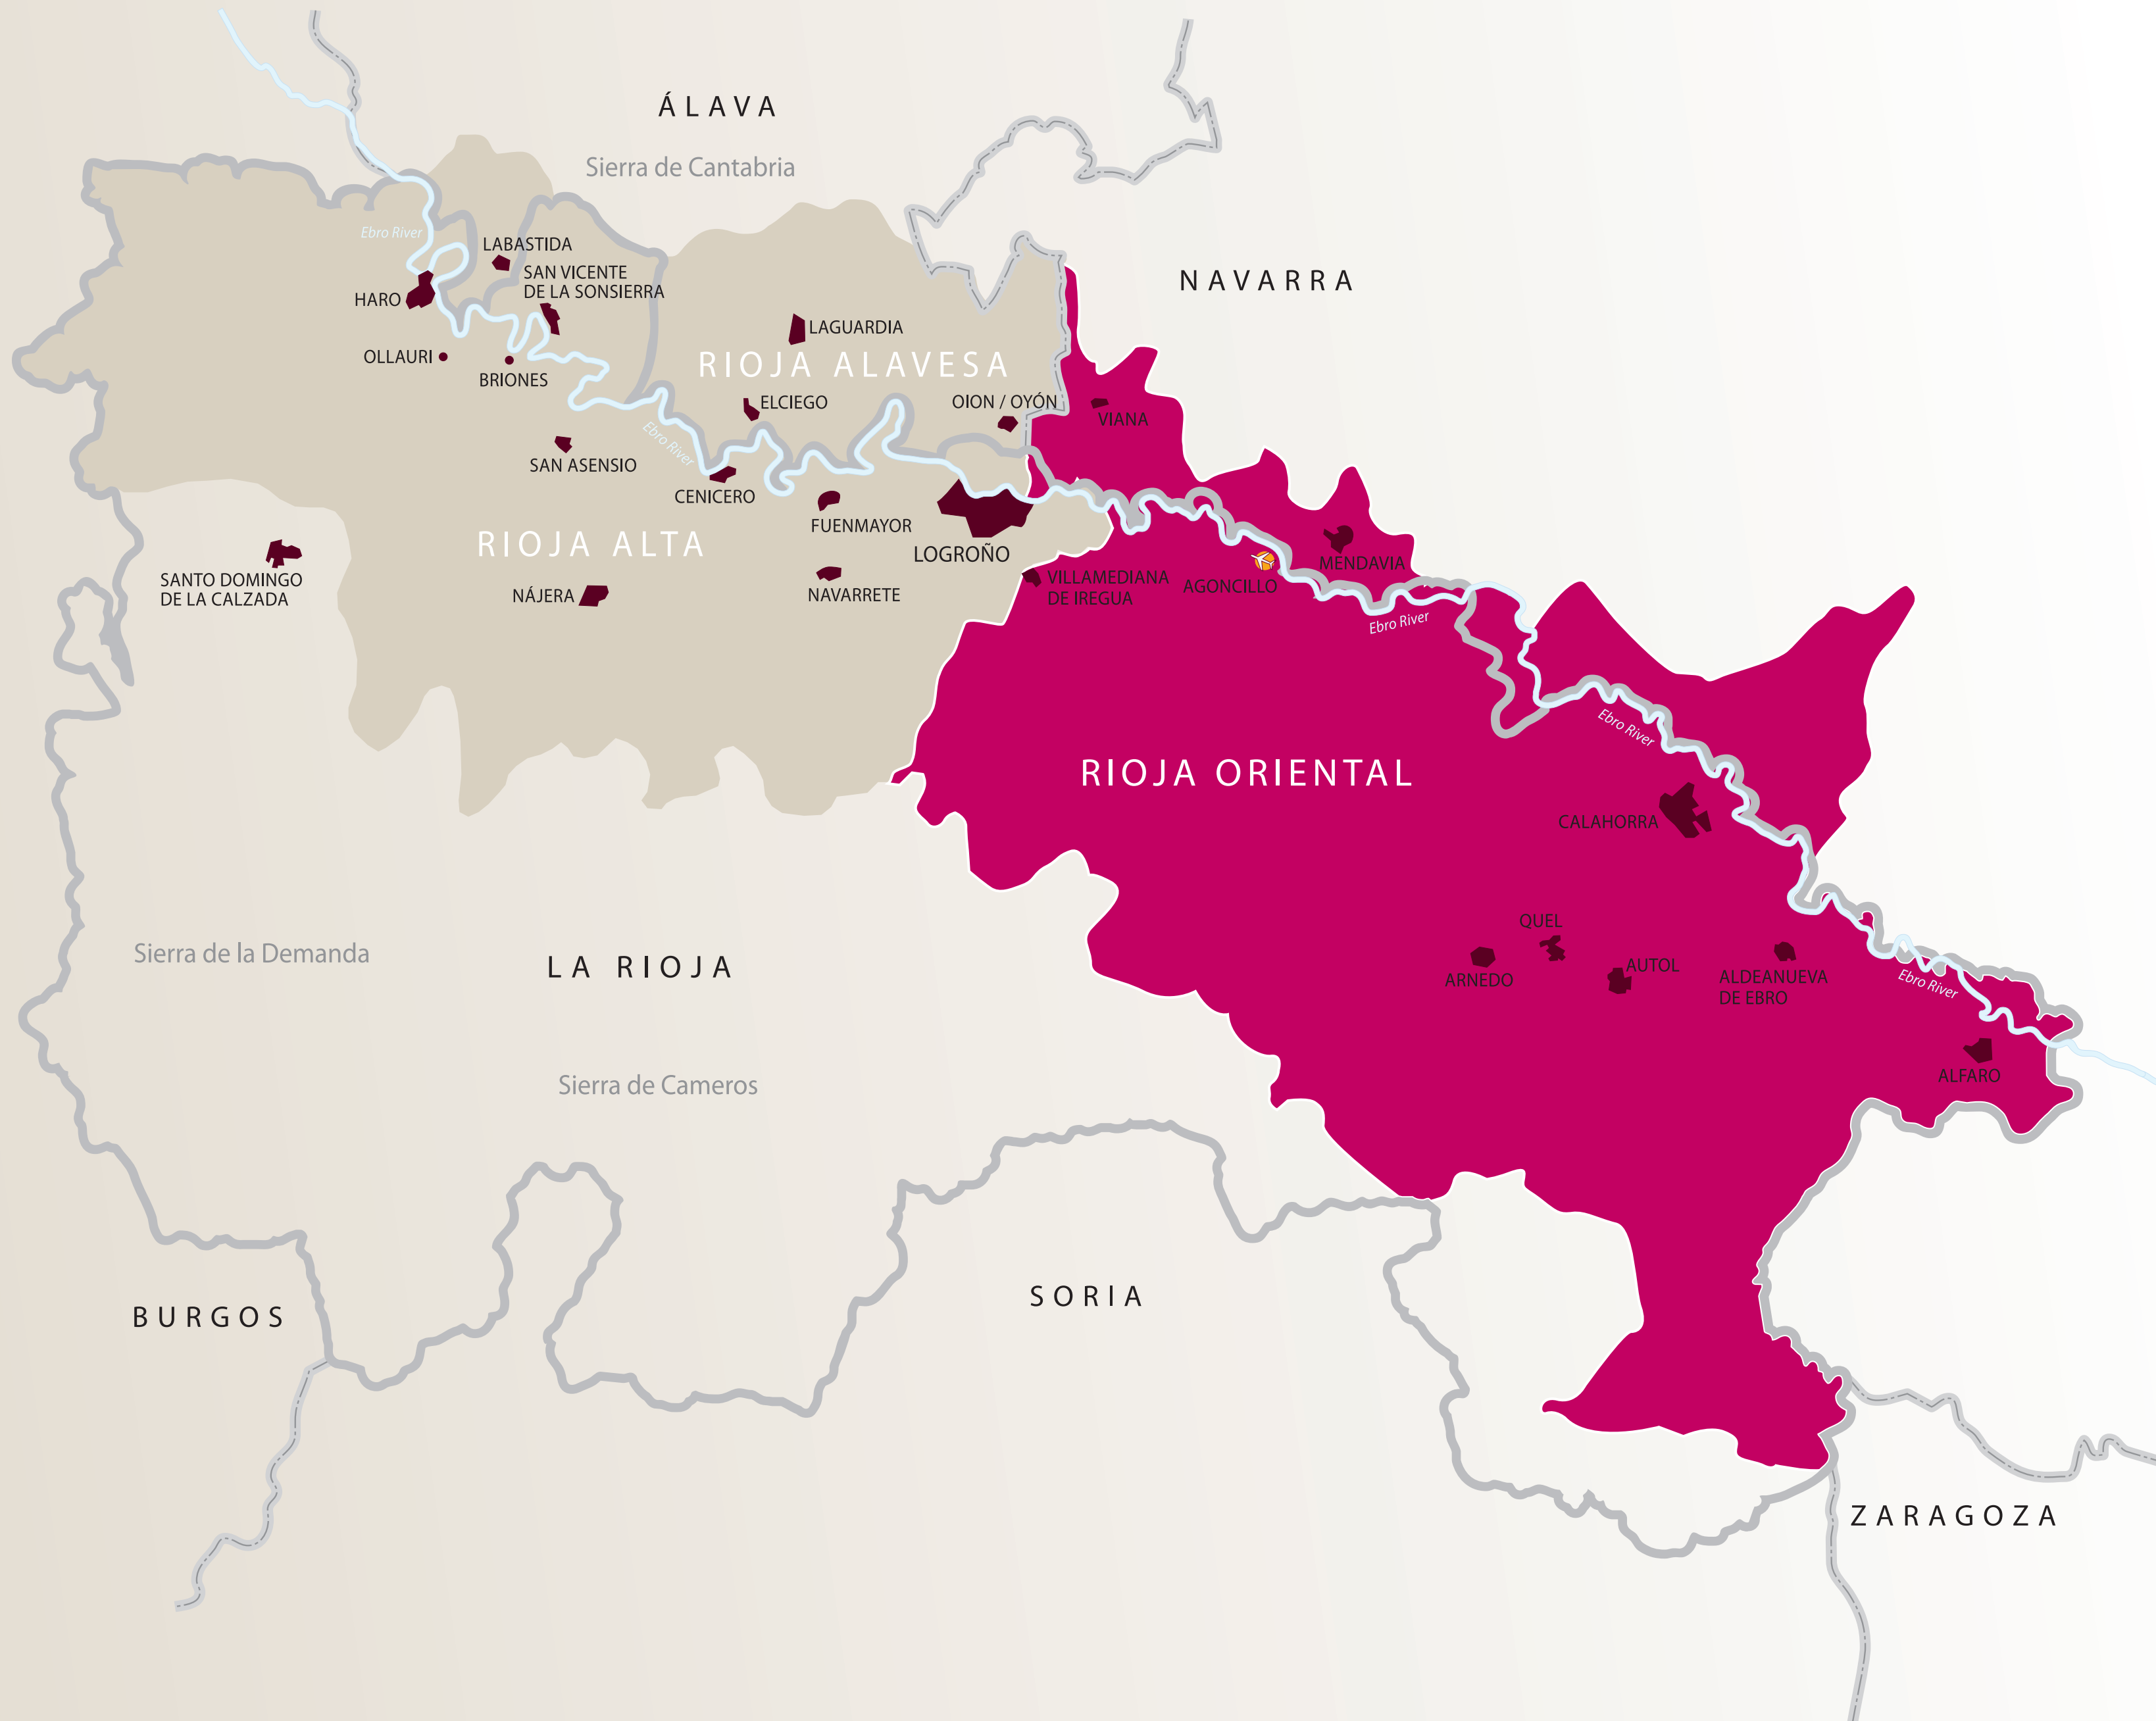 ÁLAVA
Sierra de Cantabria
Ebro River
LABASTIDA
SAN VICENTE
DE LA SONSIERRA
NAVARRA
HARO
LAGUARDIA
OLLAURI
BRIONES
RIOJA ALAVESA
ELCIEGO
OION / OYÓN
VIANA
Ebro River
SAN ASENSIO
CENICERO
FUENMAYOR
RIOJA ALTA
LOGROÑO
SANTO DOMINGO
DE LA CALZADA
NÁJERA
NAVARRETE
VILLAMEDIANA
DE IREGUA
AGONCILLO
MENDAVIA
Ebro River
Ebro River
RIOJA ORIENTAL
CALAHORRA
QUEL
ARNEDO
AUTOL
ALDEANUEVA
DE EBRO
Ebro River
ALFARO
Sierra de la Demanda
LA RIOJA
Sierra de Cameros
BURGOS
SORIA
ZARAGOZA